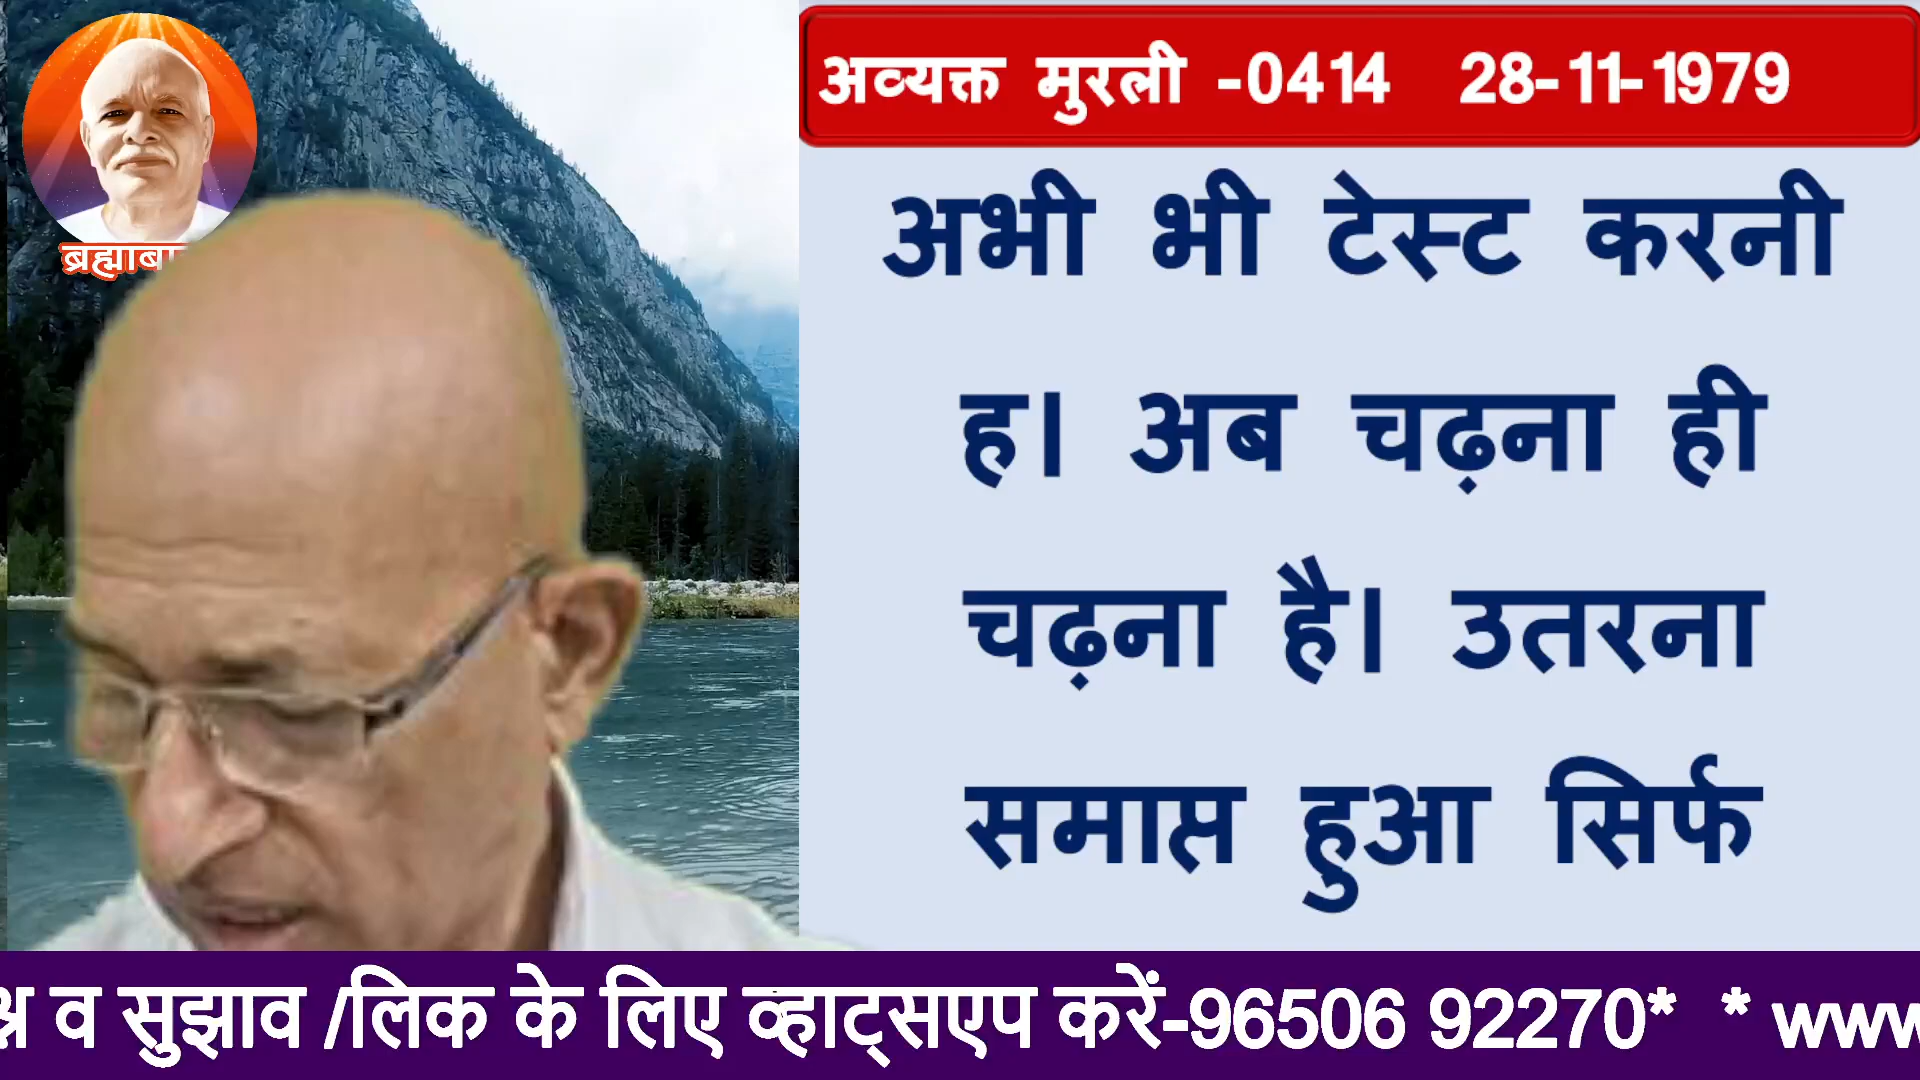 अव्यक्त मुरली -0414 28-11-1979
अभी भी टेस्ट करनी
ह। अब चढ़ना ही
चढ़ना है। उतरना
समाप्त हुआ सिर्फ
व सुझाव /लिंक के लिए व्हाट्सएप करें-96506 92270* * www